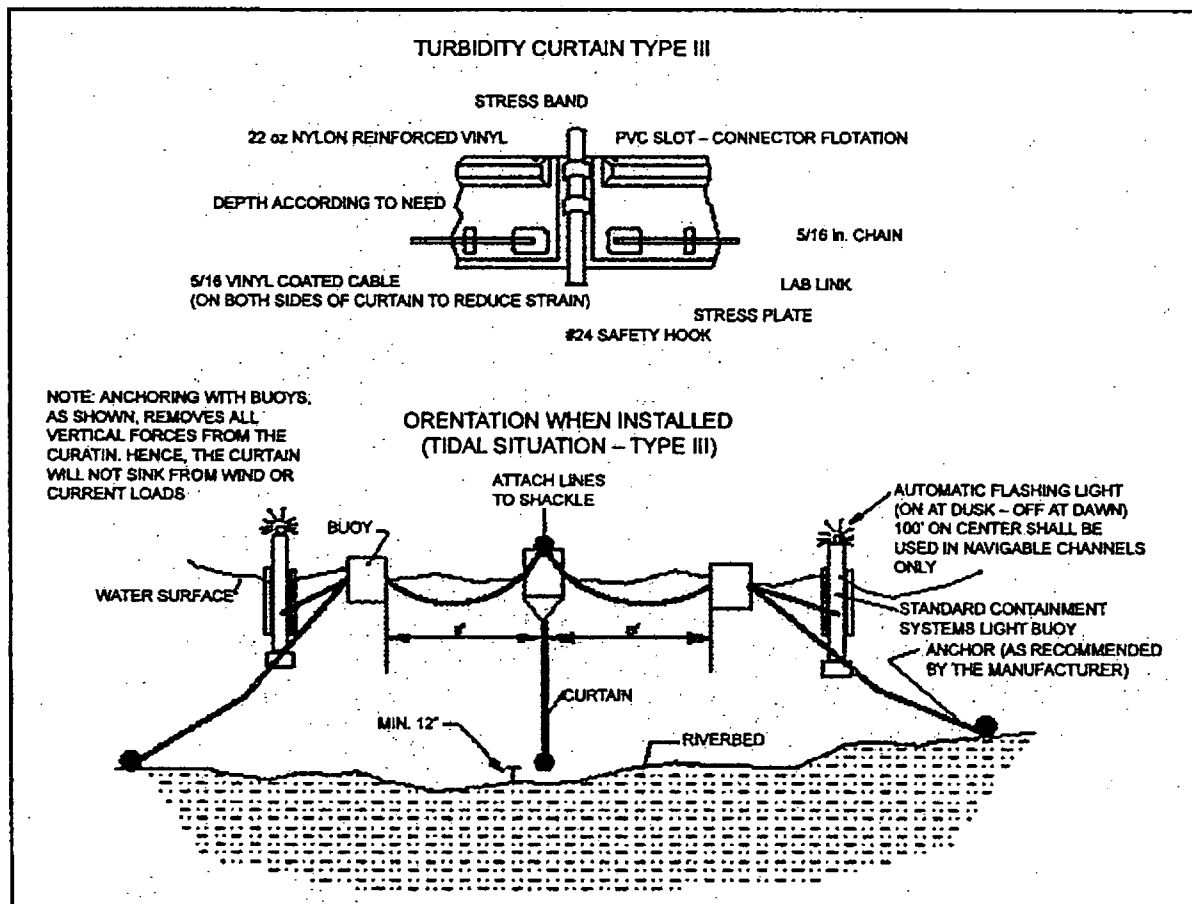 TURBIDITY CURTAIN TYPE III
STRESS BAND
22 oz NYLON REINFORCED VINYL
PVC SLOT – CONNECTOR FLOTATION
DEPTH ACCORDING TO NEED
5/16 in. CHAIN
5/16 VINYL COATED CABLE
(ON BOTH SIDES OF CURTAIN TO REDUCE STRAIN)
LAB LINK
STRESS PLATE
#24 SAFETY HOOK
NOTE: ANCHORING WITH BUOYS,
AS SHOWN, REMOVES ALL
VERTICAL FORCES FROM THE
CURATIN. HENCE, THE CURTAIN
WILL NOT SINK FROM WIND OR
CURRENT LOADS
ORENTATION WHEN INSTALLED
(TIDAL SITUATION – TYPE III)
ATTACH LINES
TO SHACKLE
BUOY
WATER SURFACE
AUTOMATIC FLASHING LIGHT
(ON AT DUSK – OFF AT DAWN)
100' ON CENTER SHALL BE
USED IN NAVIGABLE CHANNELS
ONLY
STANDARD CONTAINMENT
SYSTEMS LIGHT BUOY
ANCHOR (AS RECOMMENDED
BY THE MANUFACTURER)
CURTAIN
MIN. 12"
RIVERBED